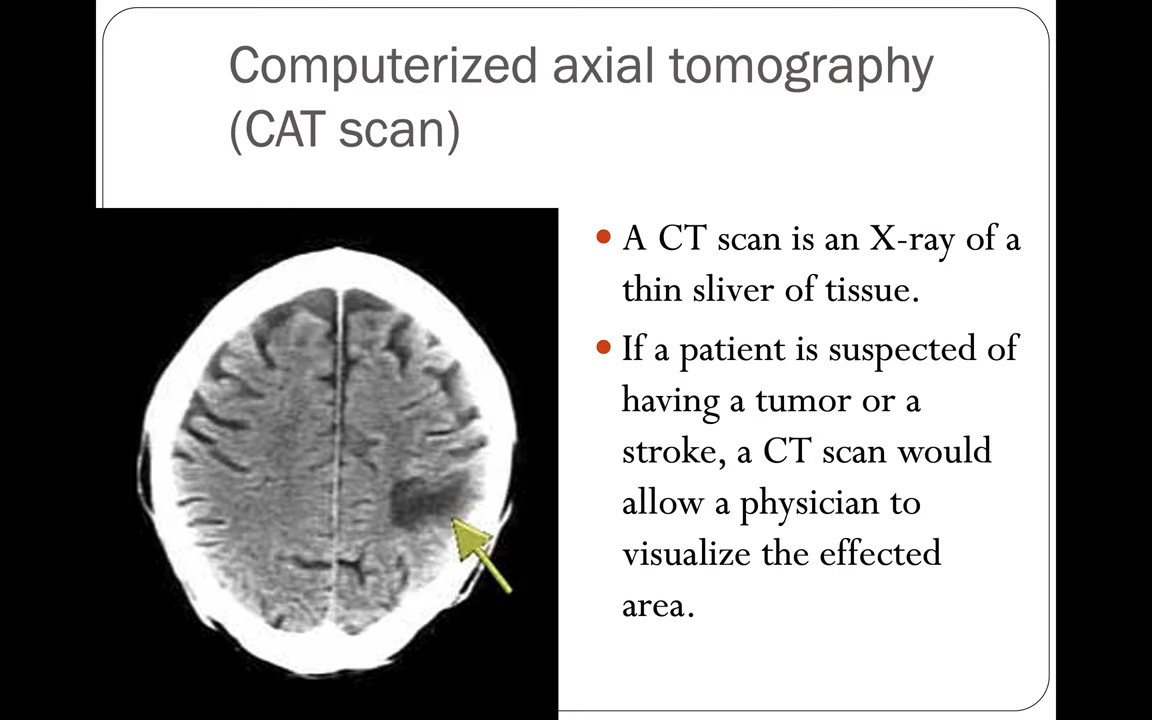 Computerized axial tomography
(CAT scan)
• A CT scan is an X-ray of a
thin sliver of tissue.
• If a patient is suspected of
having a tumor or a
stroke, a CT scan would
allow a physician to
visualize the effected
area.